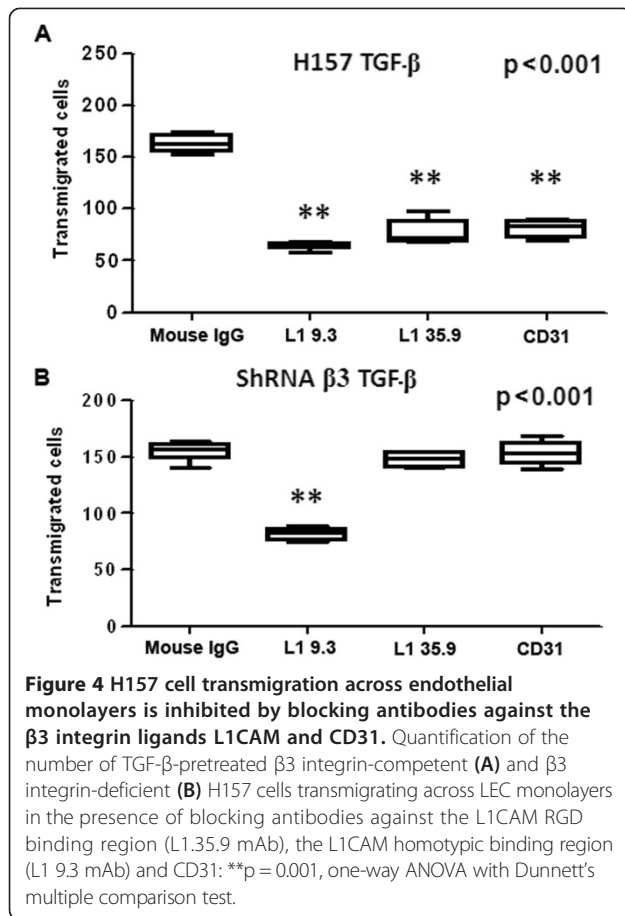 A
H157 TGF-β
p<0.001
Transmigrated cells
250
200
150
100
50
0
**
**
**
Mouse IgG L1 9.3 L1 35.9 CD31
B
ShRNA β3 TGF-β
p<0.001
Transmigrated cells
200
150
100
50
0
**
Mouse IgG L1 9.3 L1 35.9 CD31
Figure 4 H157 cell transmigration across endothelial
monolayers is inhibited by blocking antibodies against the
β3 integrin ligands L1CAM and CD31. Quantification of the
number of TGF-β-pretreated β3 integrin-competent (A) and β3
integrin-deficient (B) H157 cells transmigrating across LEC monolayers
in the presence of blocking antibodies against the L1CAM RGD
binding region (L1.35.9 mAb), the L1CAM homotypic binding region
(L1 9.3 mAb) and CD31: **p = 0.001, one-way ANOVA with Dunnett's
multiple comparison test.